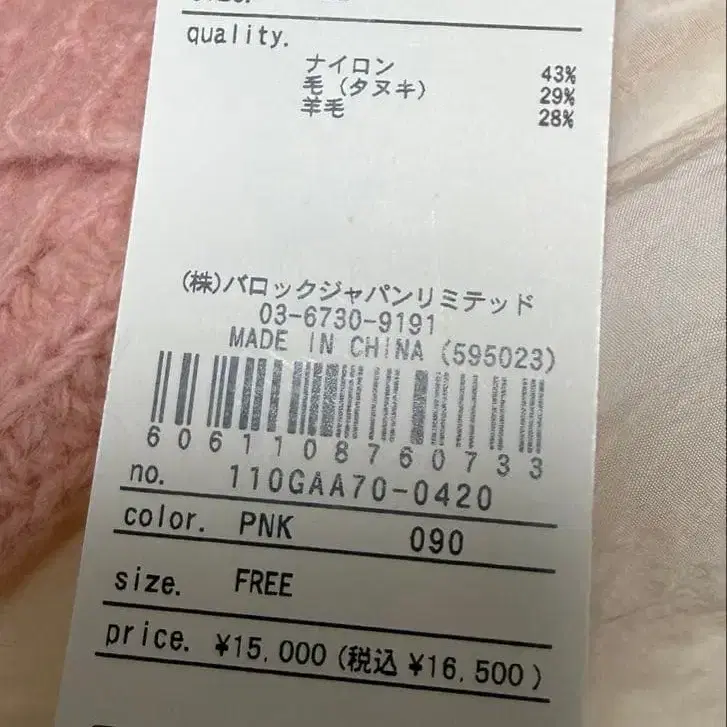 quality.
ナイロン 43%
毛(タヌキ) 29%
羊毛 28%
(株)バロックジャパンリミテッド
03-6730-9191
MADE IN CHINA (595023)
6061108760733
no. 110GAA70-0420
color. PNK 090
size. FREE
price. ¥15,000(税込 ¥16,500)